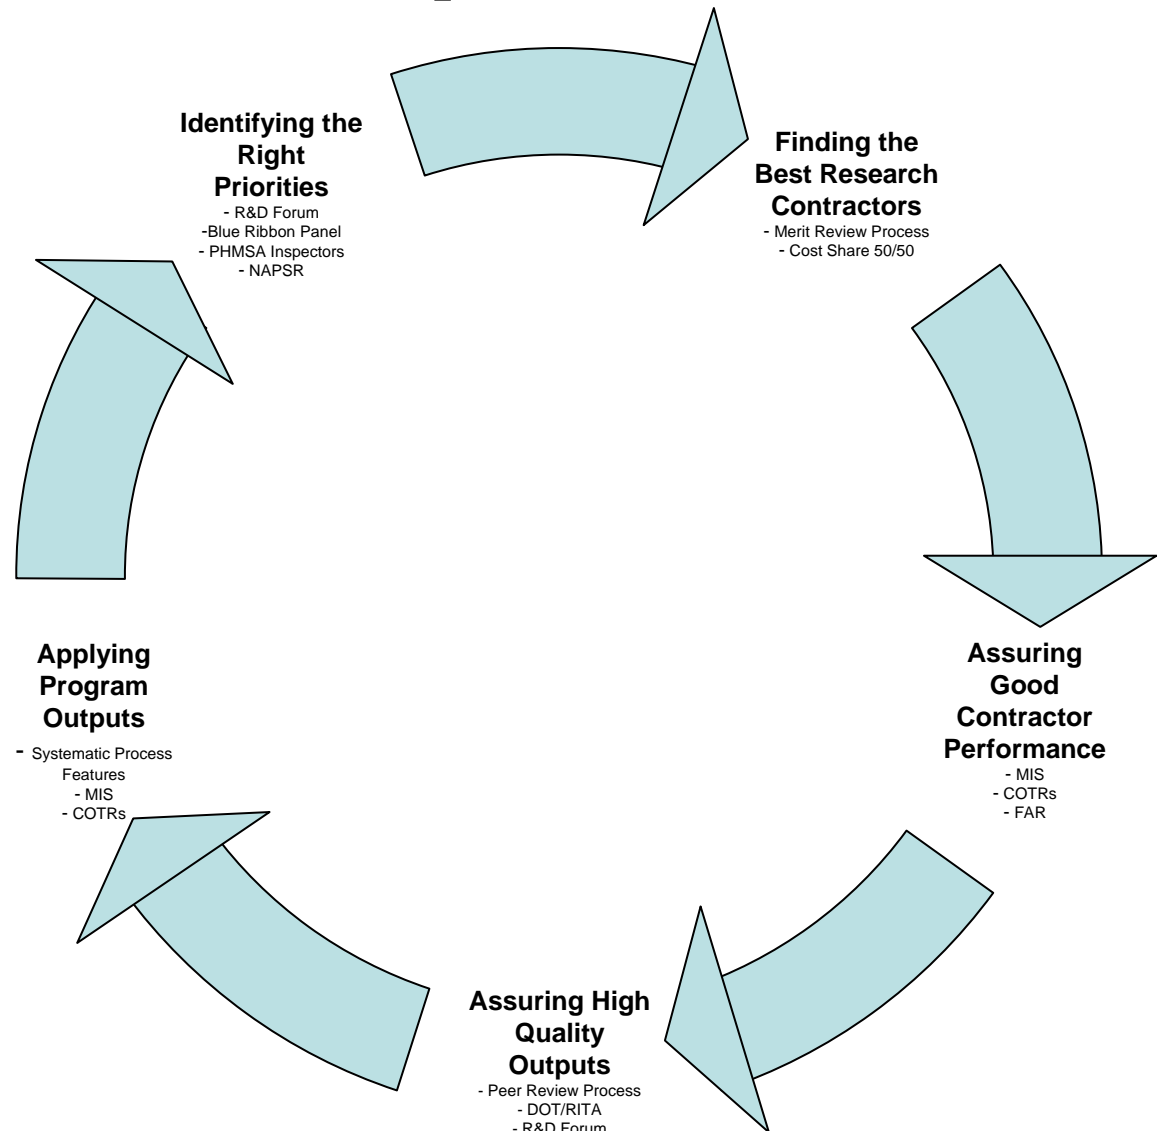 Identifying the
Right
Priorities
- R&D Forum
-Blue Ribbon Panel
- PHMSA Inspectors
- NAPSR
Finding the
Best Research
Contractors
- Merit Review Process
- Cost Share 50/50
Assuring
Good
Contractor
Performance
- MIS
- COTRs
- FAR
Assuring High
Quality
Outputs
- Peer Review Process
- DOT/RITA
- R&D Forum
Applying
Program
Outputs
- Systematic Process
Features
- MIS
- COTRs